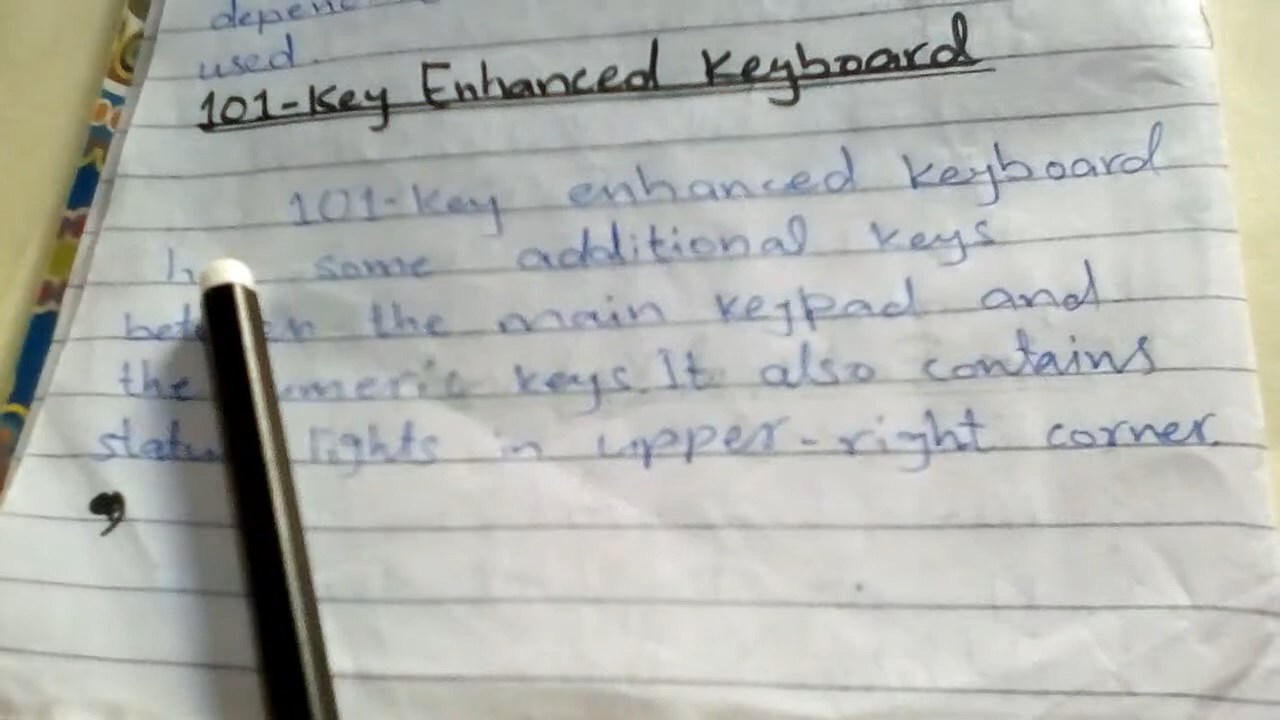 used.
101-Key Enhanced Keyboard
101-key enhanced keyboard
some additional keys
the main keypad and
the keys. It also contains
lights in upper-right corner.